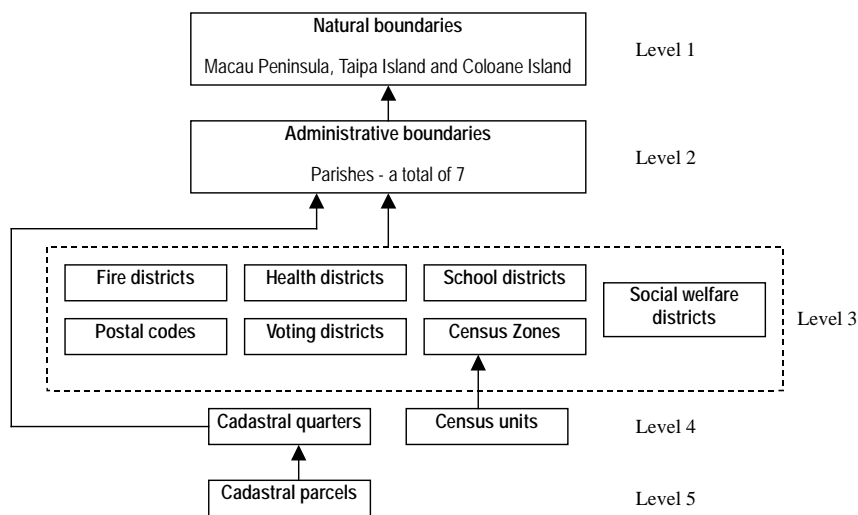 Natural boundaries
Macau Peninsula, Taipa Island and Coloane Island
Level 1
Administrative boundaries
Parishes - a total of 7
Level 2
Fire districts
Health districts
School districts
Social welfare
districts
Postal codes
Voting districts
Census Zones
Level 3
Cadastral quarters
Census units
Level 4
Cadastral parcels
Level 5